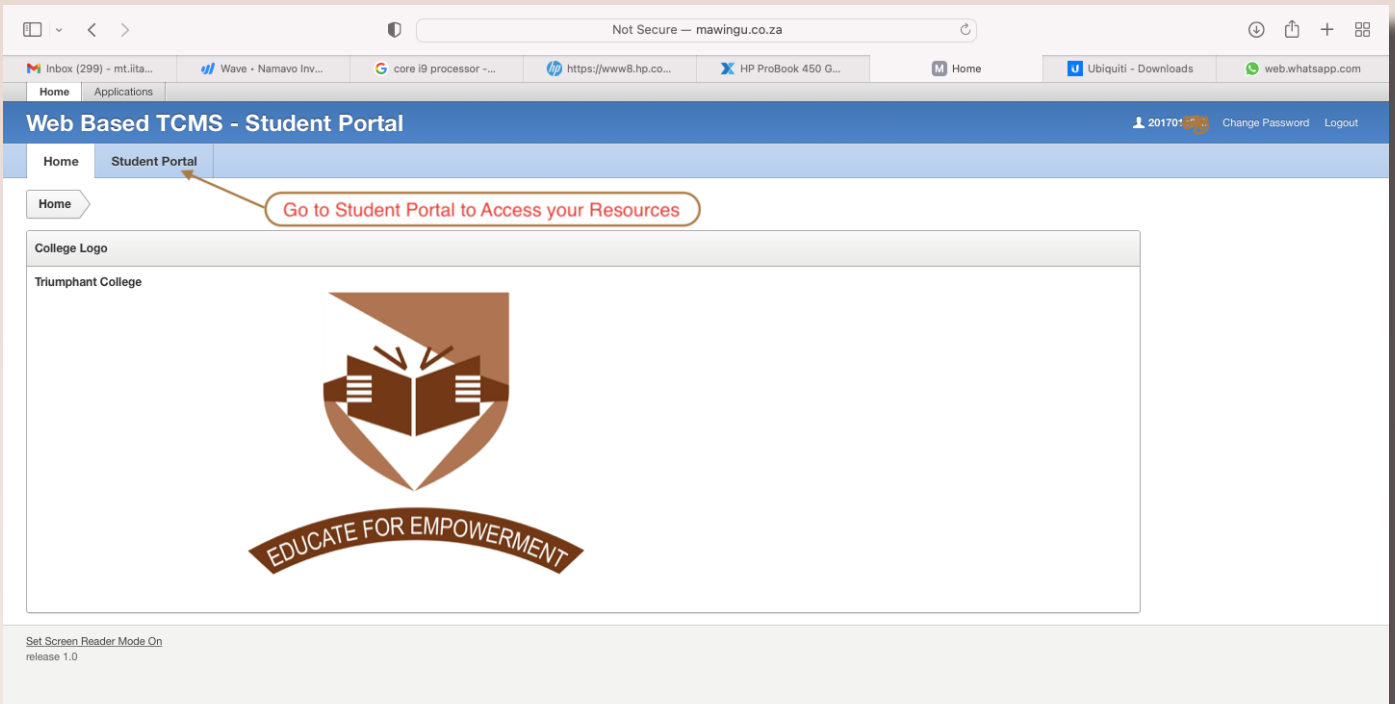 Not Secure — mawingu.co.za
Inbox (299) - mt.iita...
Wave · Namavo Inv...
core i9 processor -...
https://www8.hp.co...
HP ProBook 450 G...
Home
Ubiquiti - Downloads
web.whatsapp.com
Home Applications
Web Based TCMS - Student Portal
Change Password Logout
Home Student Portal
Home
Go to Student Portal to Access your Resources
College Logo
Triumphant College
EDUCATE FOR EMPOWERMENT
Set Screen Reader Mode On
release 1.0